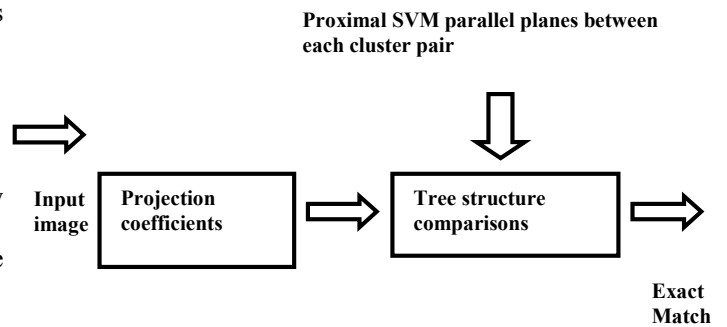 s
Proximal SVM parallel planes between
each cluster pair
y
e
Input
image
Projection
coefficients
Tree structure
comparisons
Exact
Match